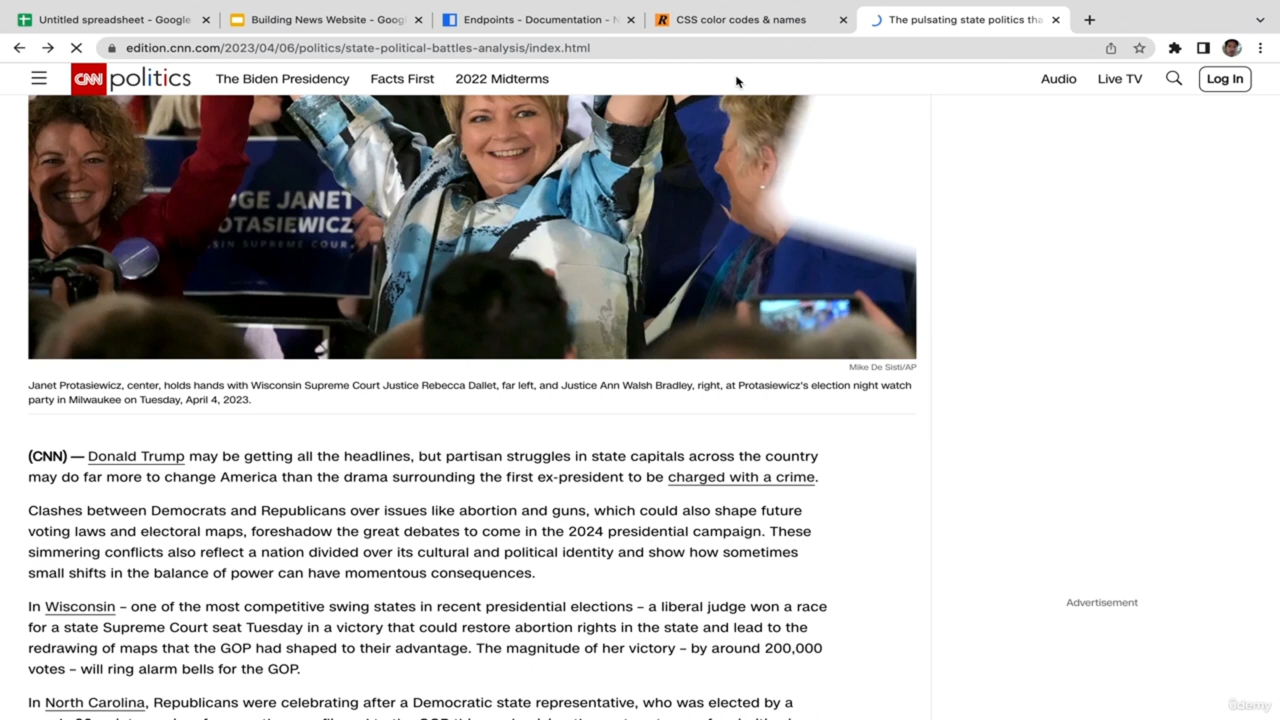 Untitled spreadsheet - Google
Building News Website - Goog
Endpoints - Documentation - N
CSS color codes & names
The pulsating state politics tha
edition.cnn.com/2023/04/06/politics/state-political-battles-analysis/index.html
CNN politics
The Biden Presidency
Facts First
2022 Midterms
Audio
Live TV
Log In
GE JANET
OTASIEWICZ
SIN SUPREME COUR
Mike De Sisti/AP
Janet Protasiewicz, center, holds hands with Wisconsin Supreme Court Justice Rebecca Dallet, far left, and Justice Ann Walsh Bradley, right, at Protasiewicz's election night watch
party in Milwaukee on Tuesday, April 4, 2023.
(CNN) — Donald Trump may be getting all the headlines, but partisan struggles in state capitals across the country
may do far more to change America than the drama surrounding the first ex-president to be charged with a crime.
Clashes between Democrats and Republicans over issues like abortion and guns, which could also shape future
voting laws and electoral maps, foreshadow the great debates to come in the 2024 presidential campaign. These
simmering conflicts also reflect a nation divided over its cultural and political identity and show how sometimes
small shifts in the balance of power can have momentous consequences.
In Wisconsin – one of the most competitive swing states in recent presidential elections – a liberal judge won a race
for a state Supreme Court seat Tuesday in a victory that could restore abortion rights in the state and lead to the
redrawing of maps that the GOP had shaped to their advantage. The magnitude of her victory – by around 200,000
votes – will ring alarm bells for the GOP.
Advertisement
In North Carolina, Republicans were celebrating after a Democratic state representative, who was elected by a
ûdemy